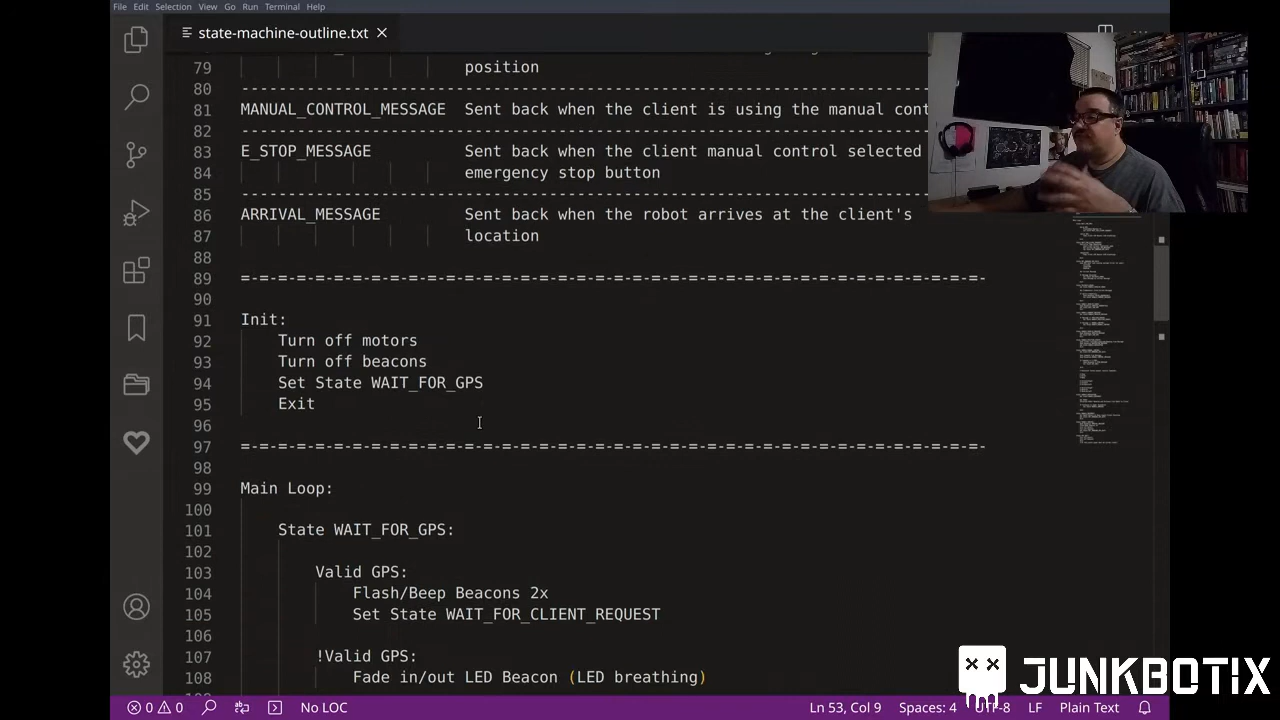 File Edit Selection View Go Run Terminal Help
state-machine-outline.txt
79 position
80 --------------------------------------------------------------------------
81 MANUAL_CONTROL_MESSAGE Sent back when the client is using the manual cont
82 --------------------------------------------------------------------------
83 E_STOP_MESSAGE Sent back when the client manual control selected
84 emergency stop button
85 --------------------------------------------------------------------------------
86 ARRIVAL_MESSAGE Sent back when the robot arrives at the client's
87 location
88
89 =-=-=-=-=-=-=-=-=-=-=-=-=-=-=-=-=-=-=-=-=-=-=-=-=-=-=-=-=-=-=-=-=-=-=-=-=-=-=-=-
90
91 Init:
92 Turn off motors
93 Turn off beacons
94 Set State WAIT_FOR_GPS
95 Exit
96
97 =-=-=-=-=-=-=-=-=-=-=-=-=-=-=-=-=-=-=-=-=-=-=-=-=-=-=-=-=-=-=-=-=-=-=-=-=-=-=-=-
98
99 Main Loop:
100
101 State WAIT_FOR_GPS:
102
103 Valid GPS:
104 Flash/Beep Beacons 2x
105 Set State WAIT_FOR_CLIENT_REQUEST
106
107 !Valid GPS:
108 Fade in/out LED Beacon (LED breathing)
JUNKBOTIX
0 0 No LOC Ln 53, Col 9 Spaces: 4 UTF-8 LF Plain Text